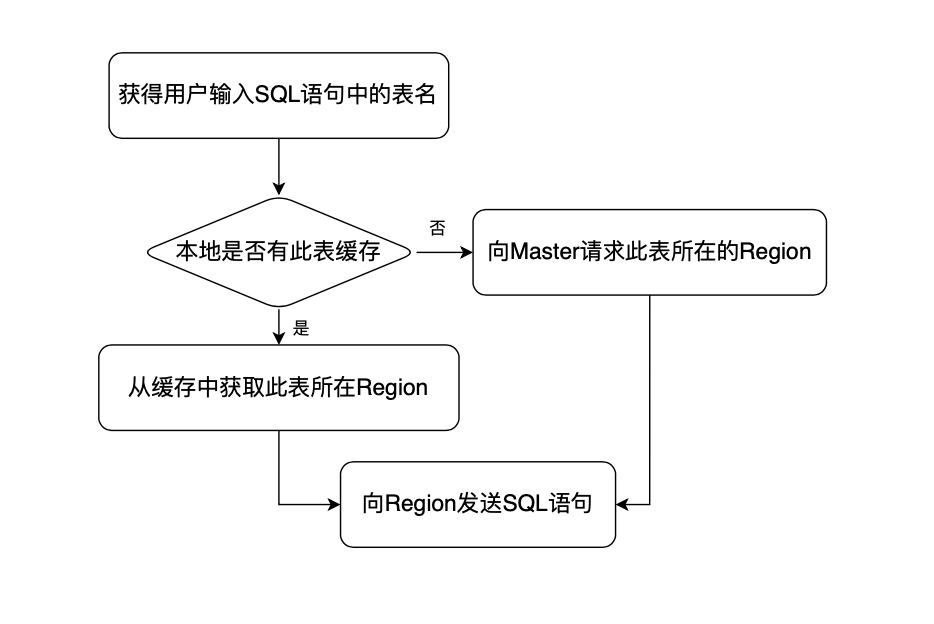 获得用户输入SQL语句中的表名
否
本地是否有此表缓存
向Master请求此表所在的Region
是
从缓存中获取此表所在Region
向Region发送SQL语句